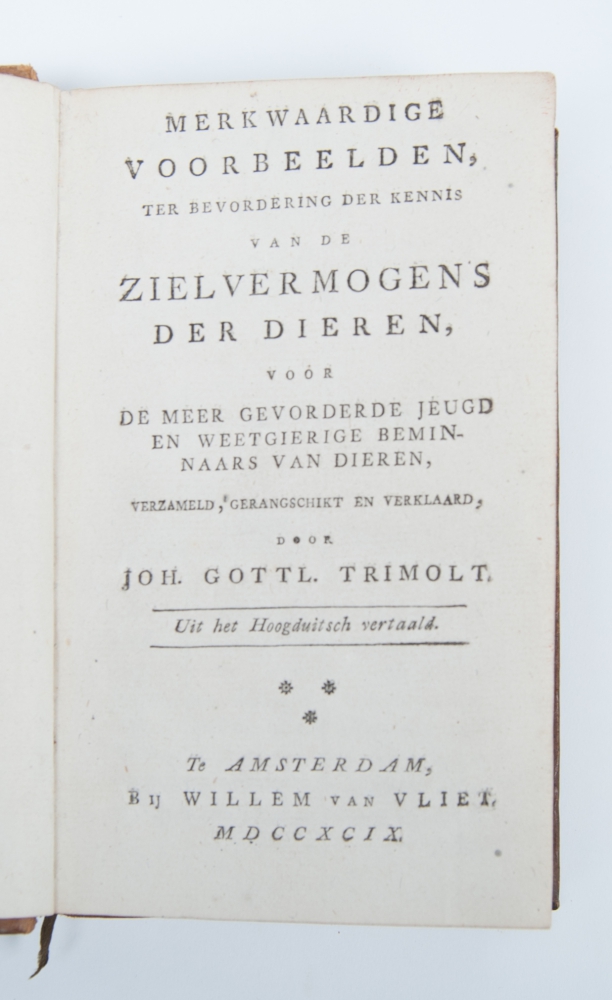 MERKWAARDIGE
VOORBEELDEN,
TER BEVORDERING DER KENNIS
VAN DE
ZIELVERMOGENS
DER DIEREN,
VOÓR
DE MEER GEVORDERDE JEUGD
EN WEETGIERIGE BEMIN-
NAARS VAN DIEREN,
VERZAMELD, GERANGSCHIKT EN VERKLAARD,
DOOR
JOH. GOTTL. TRIMOLT.
Uit het Hoogduitsch vertaald.
Te AMSTERDAM,
BIJ WILLEM VAN VLIET.
MDCCXCIX.